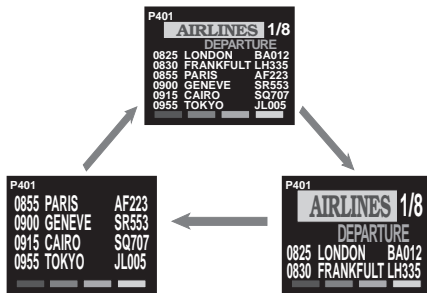 P401
AIRLINES 1/8
DEPARTURE
0825 LONDON BA012
0830 FRANKFULT LH335
0855 PARIS AF223
0900 GENEVE SR553
0915 CAIRO SQ707
0955 TOKYO JL005
P401
0855 PARIS AF223
0900 GENEVE SR553
0915 CAIRO SQ707
0955 TOKYO JL005
P401
AIRLINES 1/8
DEPARTURE
0825 LONDON BA012
0830 FRANKFULT LH335